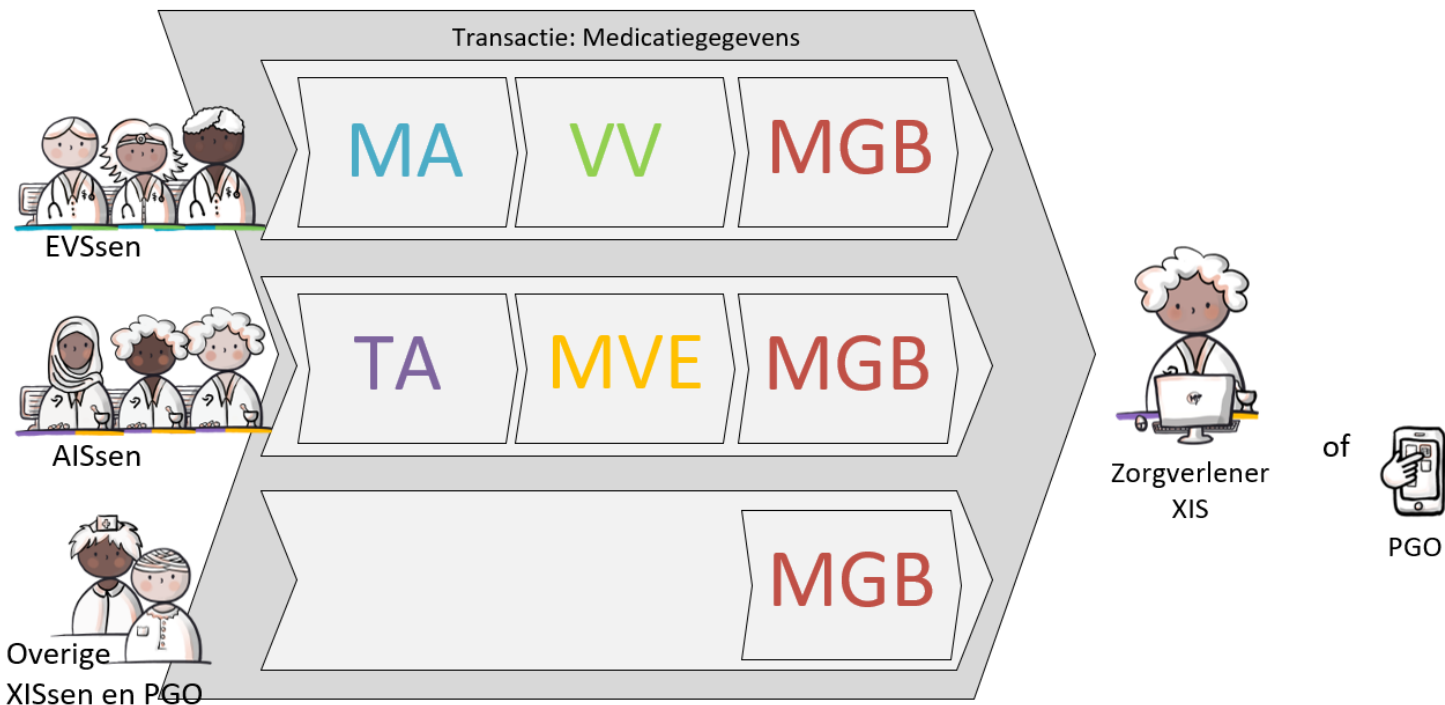 Transactie: Medicatiegegevens
MA
VV
MGB
EVSsen
TA
MVE
MGB
AISsen
MGB
Overige
XISsen en PGO
Zorgverlener
XIS
of
PGO